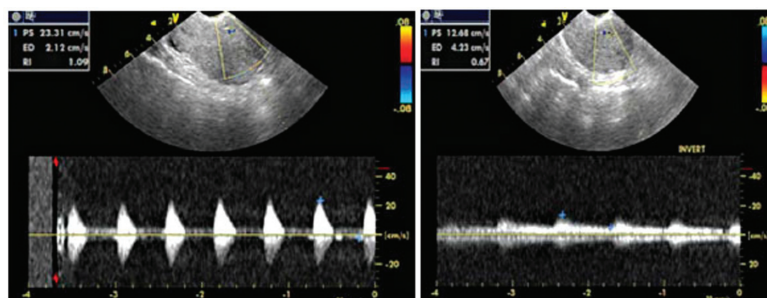 V
1 PS 23.31 cm/s
ED 2.12 cm/s
RI 1.09
.08
-.08
40
20
[cm/s]
-20
-4
-3
-2
-1
0
V
1 PS 12.68 cm/s
ED 4.23 cm/s
RI 0.67
.08
-.08
INVERT
40
20
[cm/s]
-20
-4
-3
-2
-1
0